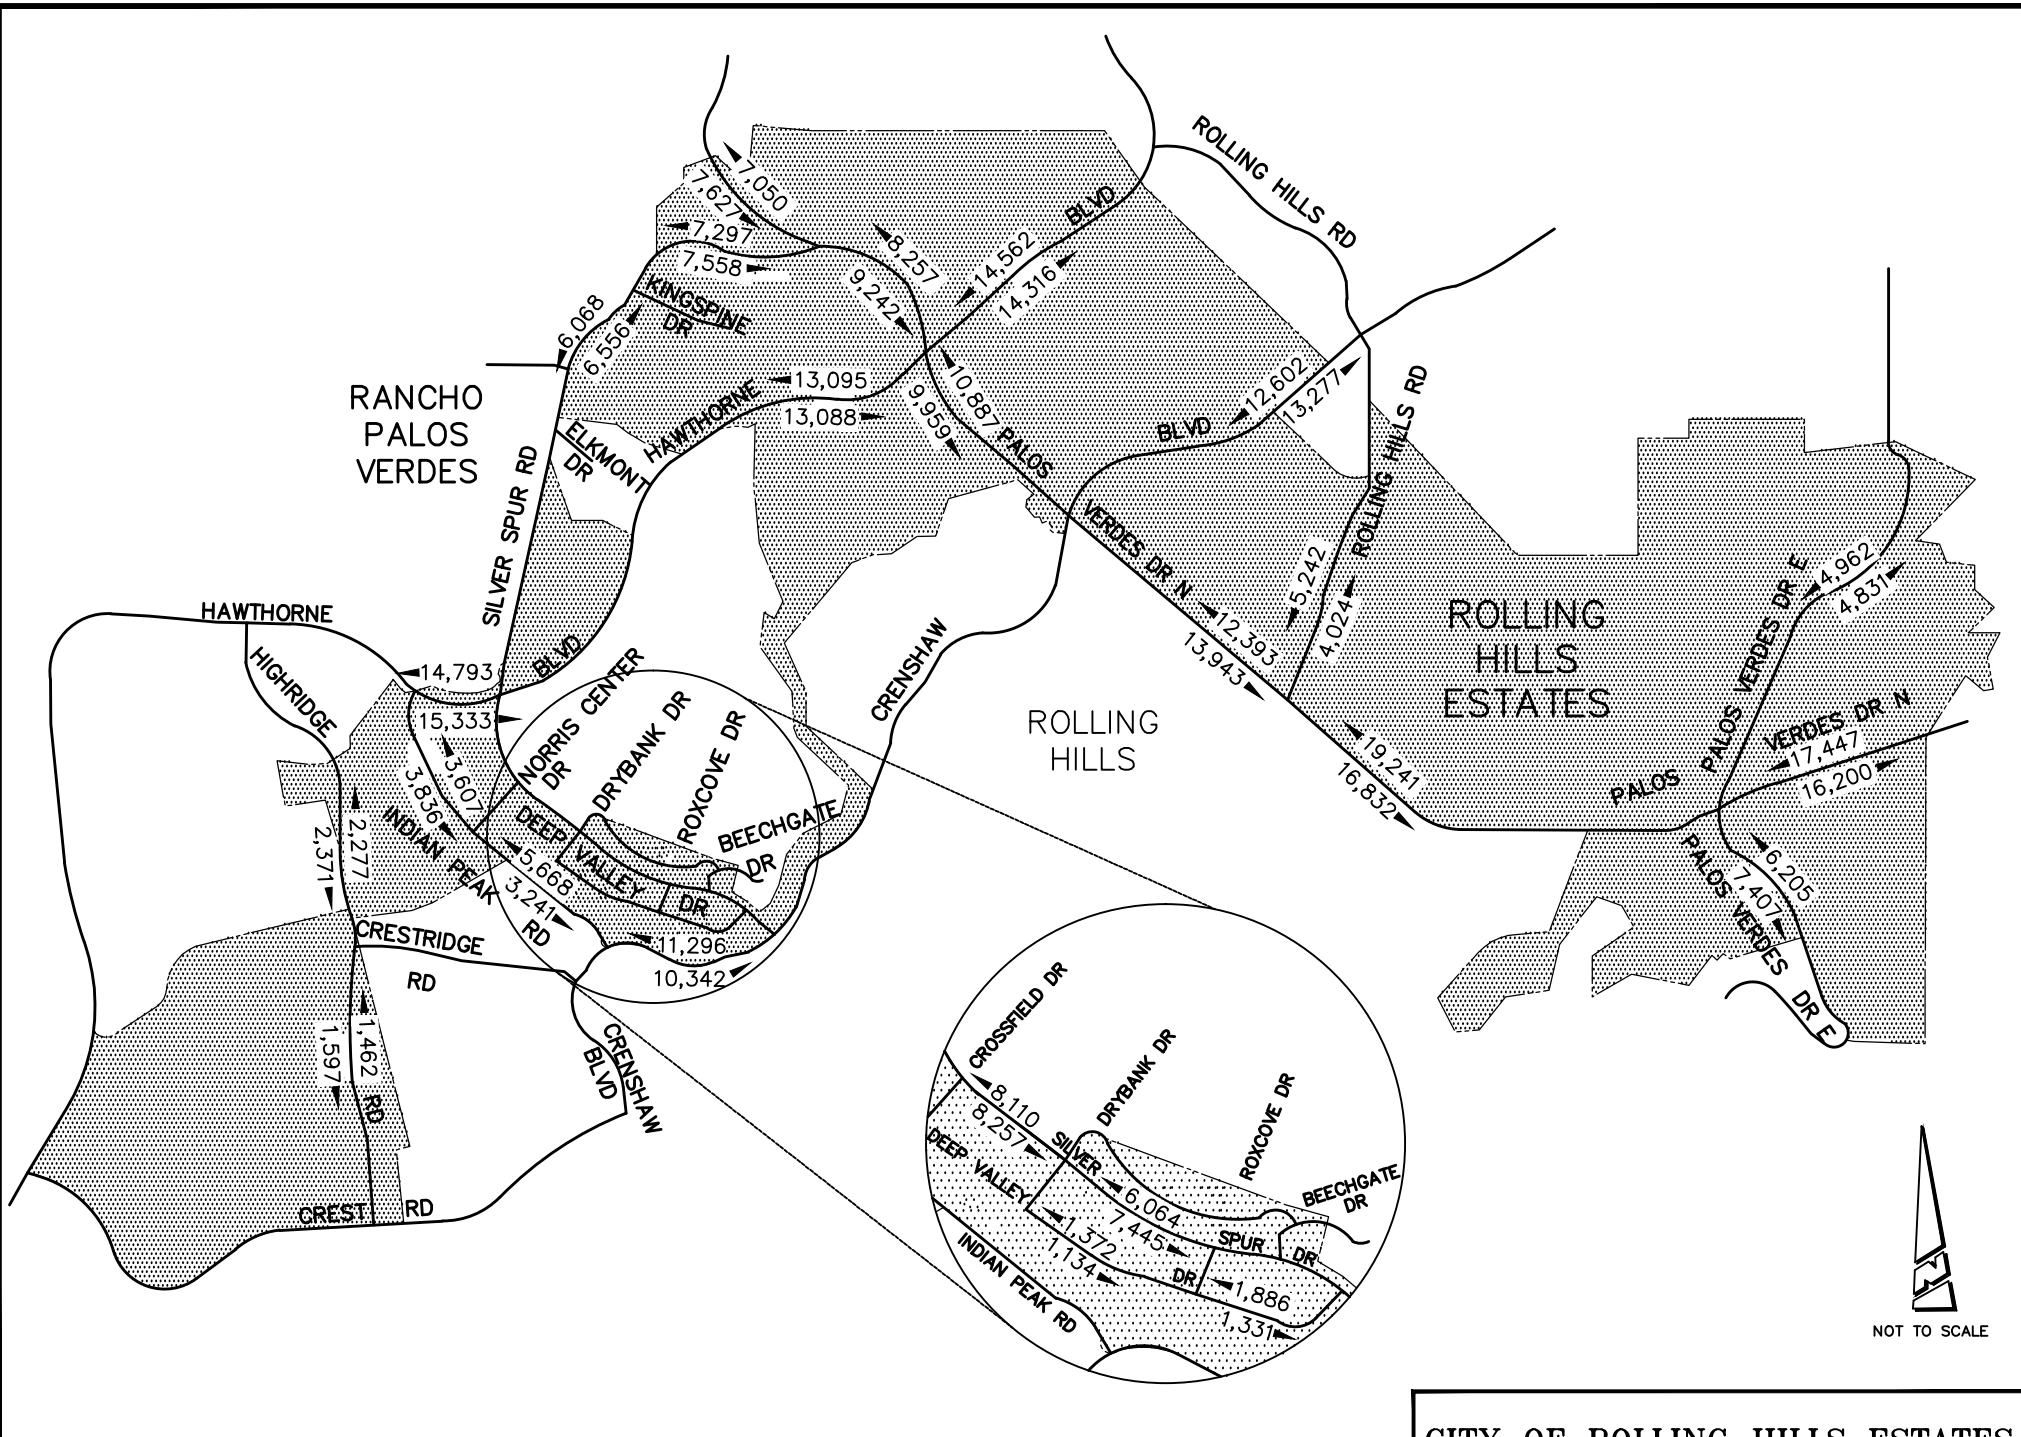 ROLLING HILLS RD
7,050
7,627
7,297
7,558
8,257
9,242
BLVD
14,562
14,316
KINGSPINE
DR
6,068
6,556
RANCHO
PALOS
VERDES
HAWTHORNE
13,095
13,088
10,887
9,959
PALOS
BLVD
12,602
13,277
ROLLING HILLS RD
ROLLING HILLS RD
ELKMONT
DR
SILVER SPUR RD
VERDES DR N
5,242
4,024
12,393
13,943
ROLLING
HILLS
ESTATES
PALOS VERDES DR E
4,962
4,831
HAWTHORNE
HIGHRIDGE
14,793
15,333
BLVD
NORRIS CENTER
DR
DRYBANK DR
ROXCOVE DR
BEECHGATE
DR
CRENSHAW
ROLLING
HILLS
19,241
16,832
PALOS
VERDES DR N
17,447
16,200
3,607
3,836
INDIAN PEAK
RD
DEEP
VALLEY
DR
5,668
3,241
2,277
2,371
11,296
10,342
PALOS VERDES
DR E
6,205
7,407
CRESTRIDGE
RD
1,462
1,597
RD
CRENSHAW
BLVD
CREST RD
CROSSFIELD DR
DRYBANK DR
ROXCOVE DR
BEECHGATE
DR
8,110
8,257
SILVER
SPUR
DR
DEEP VALLEY
DR
6,064
7,445
1,372
1,134
1,886
1,331
INDIAN PEAK RD
NOT TO SCALE
CITY OF ROLLING HILLS ESTATES